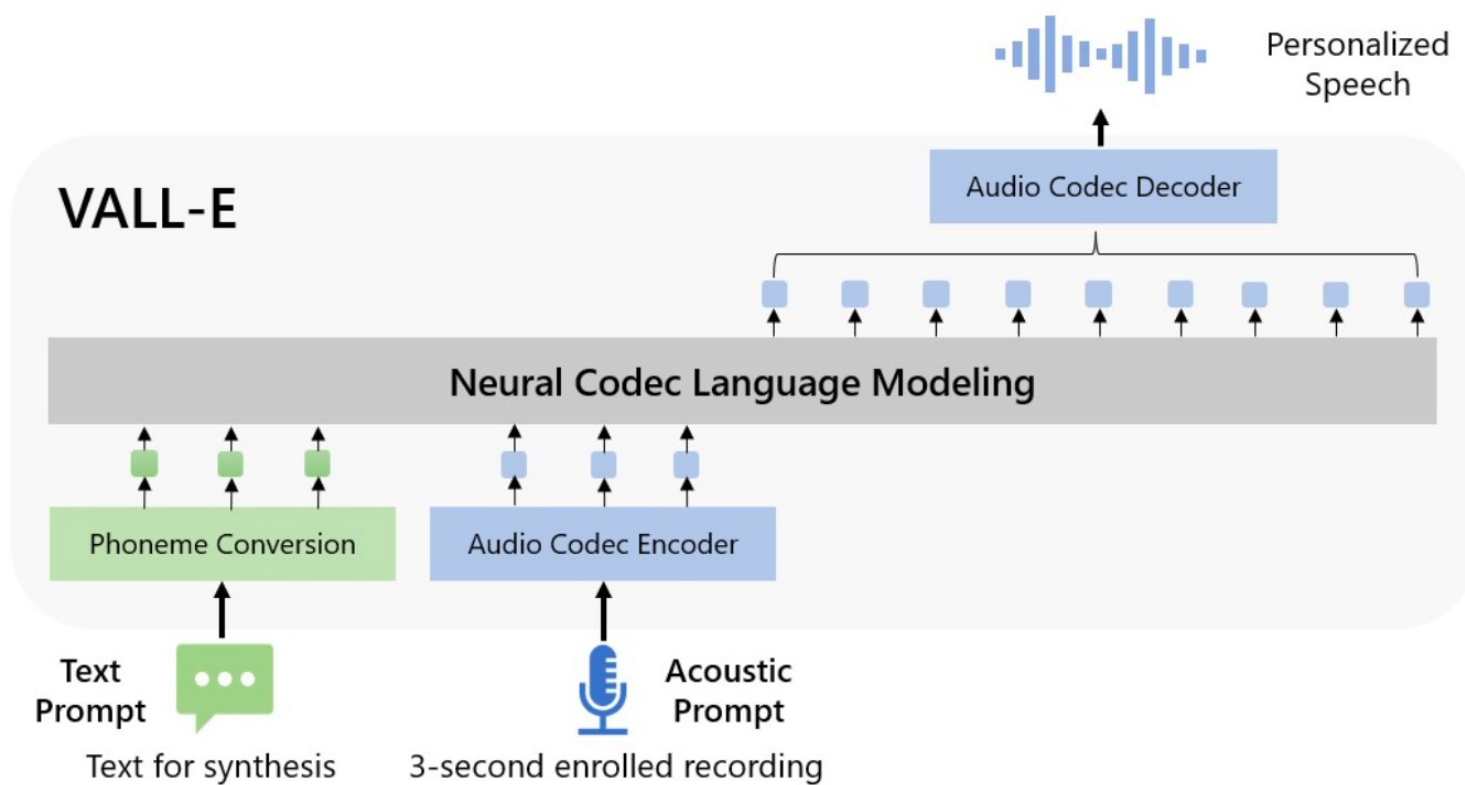 Personalized
Speech
Audio Codec Decoder
VALL-E
Neural Codec Language Modeling
Phoneme Conversion
Audio Codec Encoder
Text
Prompt
Acoustic
Prompt
Text for synthesis
3-second enrolled recording